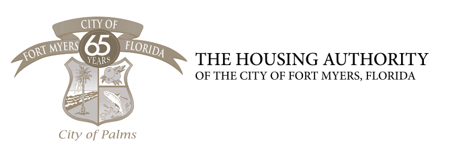 CITY OF
FORT MYERS FLORIDA
65
YEARS
City of Palms
THE HOUSING AUTHORITY
OF THE CITY OF FORT MYERS, FLORIDA